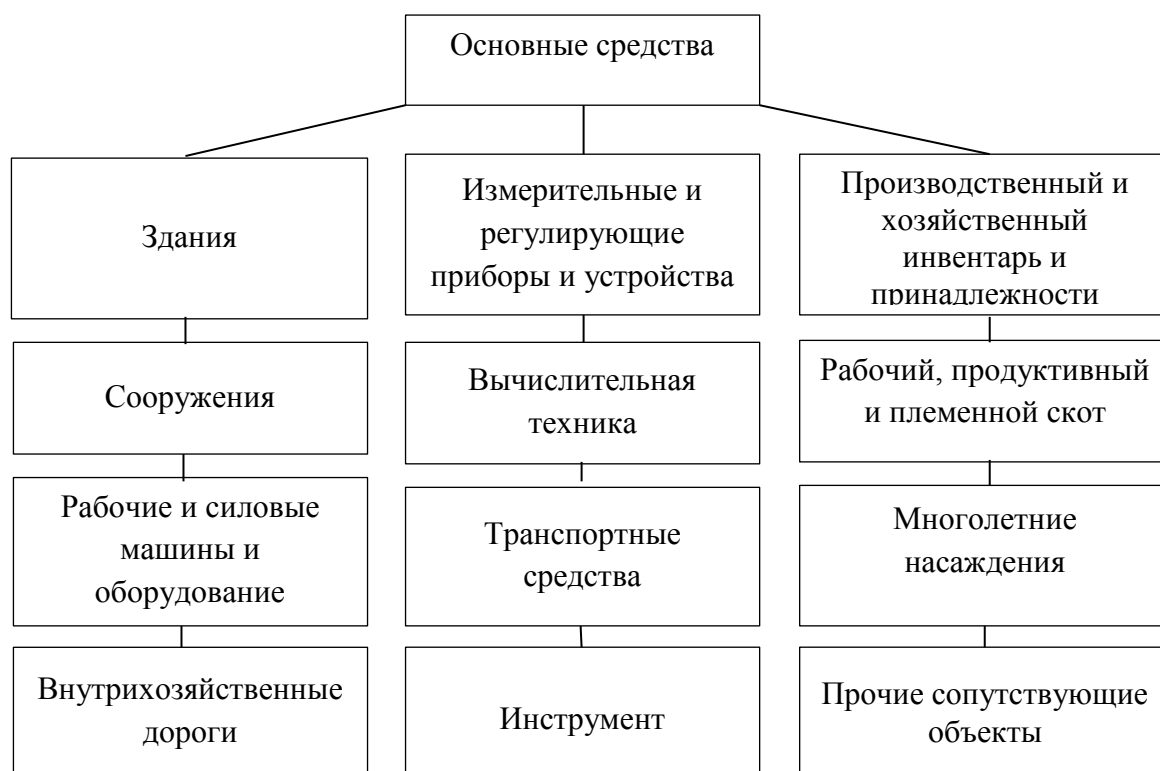 Основные средства
Здания
Измерительные и
регулирующие
приборы и устройства
Производственный и
хозяйственный
инвентарь и
принадлежности
Сооружения
Вычислительная
техника
Рабочий, продуктивный
и племенной скот
Рабочие и силовые
машины и
оборудование
Транспортные
средства
Многолетние
насаждения
Внутрихозяйственные
дороги
Инструмент
Прочие сопутствующие
объекты